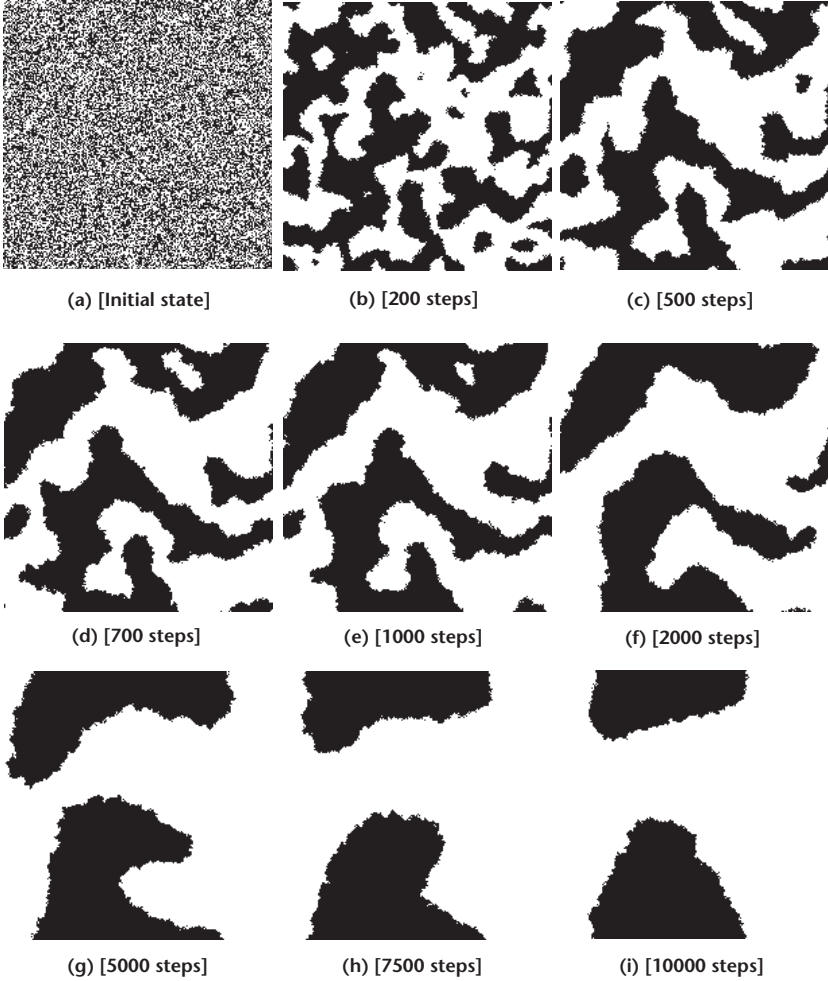 (a) [Initial state]
(b) [200 steps]
(c) [500 steps]
(d) [700 steps]
(e) [1000 steps]
(f) [2000 steps]
(g) [5000 steps]
(h) [7500 steps]
(i) [10000 steps]